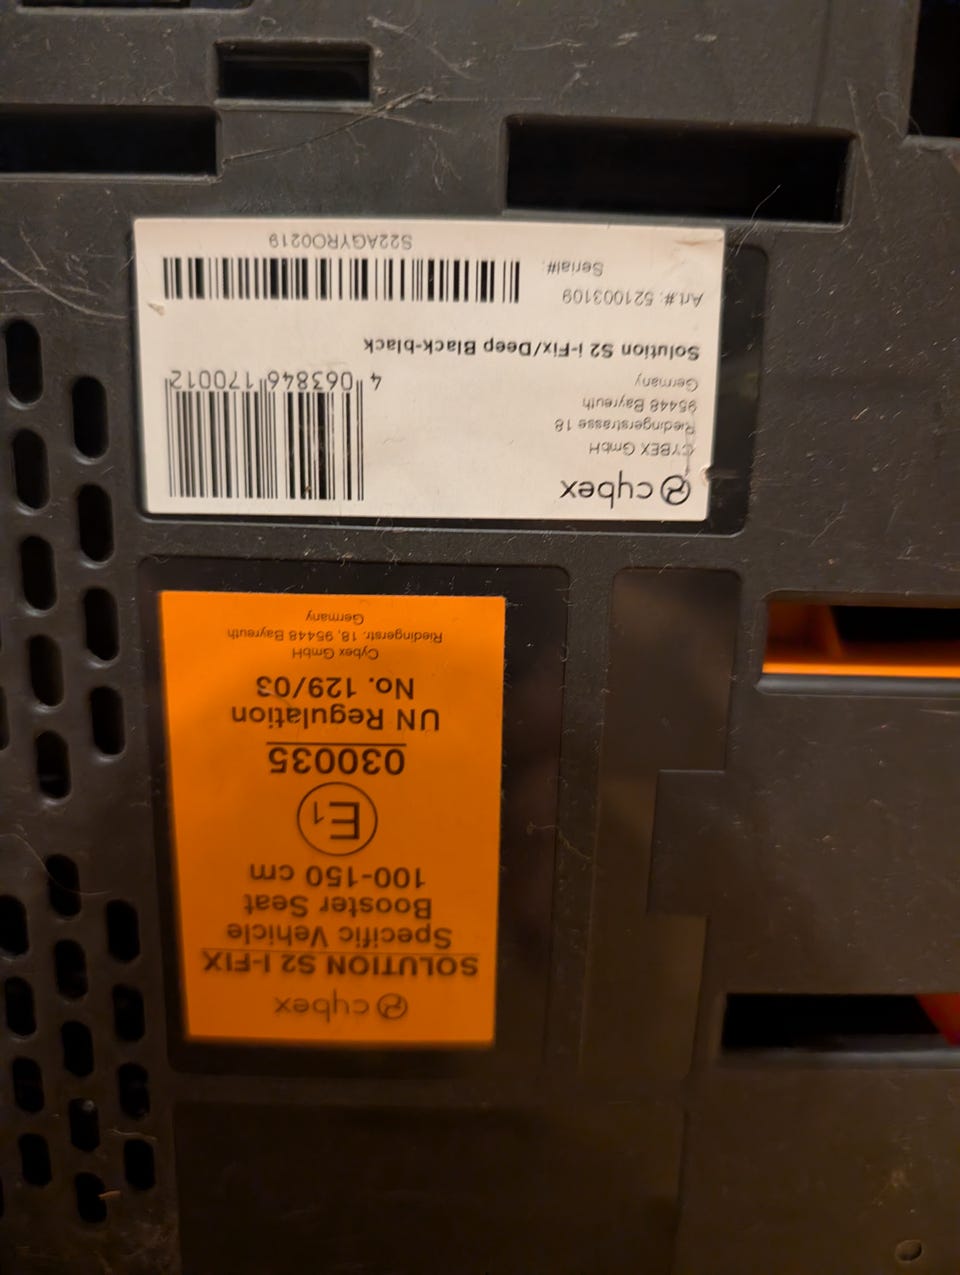 cybex
CYBEX GmbH
Riedingerstrasse 18
95448 Bayreuth
Germany
4 063846 170012
Solution S2 i-Fix/Deep Black-black
Art.#: 521003109
Serial#:
S22AGYRO0219
cybex
SOLUTION S2 I-FIX
Specific Vehicle
Booster Seat
100-150 cm
E1
030035
UN Regulation
No. 129/03
Cybex GmbH
Riedingerstr. 18, 95448 Bayreuth
Germany